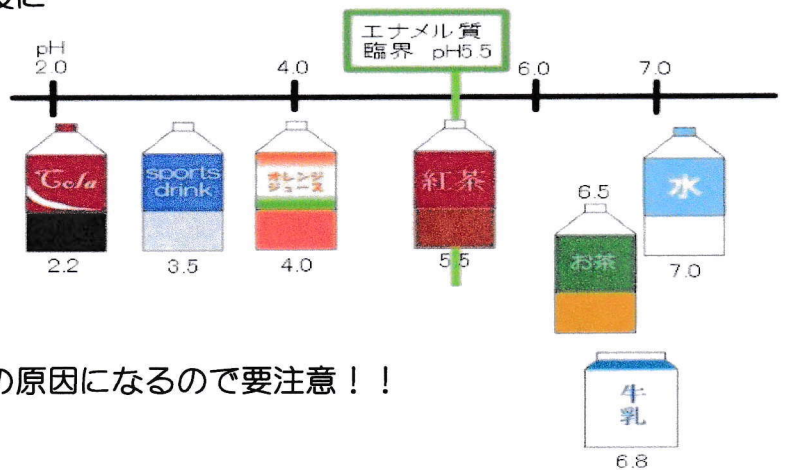 に
エナメル質
臨界 pH5.5
pH
2.0
4.0
6.0
7.0
Cola
sports
drink
オレンジ
ジュース
紅茶
6.5
お茶
水
2.2
3.5
4.0
5.5
7.0
の原因になるので要注意！！
牛
乳
6.8